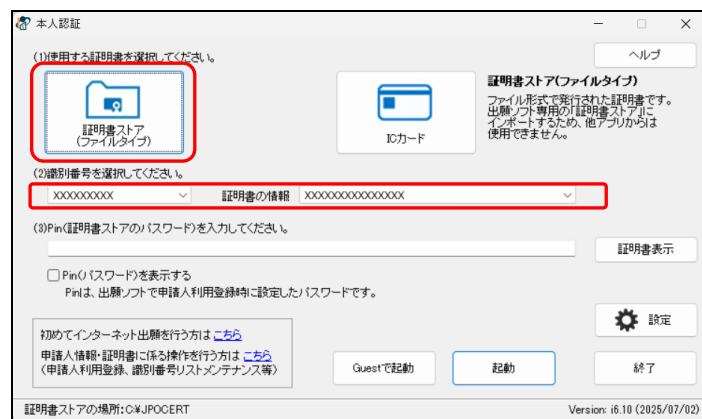 本人認証
(1)使用する証明書を選択してください。
ヘルプ
証明書ストア
(ファイルタイプ)
ICカード
証明書ストア(ファイルタイプ)
ファイル形式で発行された証明書です。
出願ソフト専用の「証明書ストア」に
インポートするため、他アプリからは
使用できません。
(2)識別番号を選択してください。
XXXXXXXXX
証明書の情報
XXXXXXXXXXXXXXX
(3)Pin(証明書ストアのパスワード)を入力してください。
証明書表示
Pin(パスワード)を表示する
Pinは、出願ソフトで申請人利用登録時に設定したパスワードです。
設定
初めてインターネット出願を行う方は こちら
申請人情報・証明書に係る操作を行う方は こちら
(申請人利用登録、識別番号リストメンテナンス等)
Guestで起動
起動
終了
証明書ストアの場所:C:¥JPOCERT
Version: i6.10 (2025/07/02)